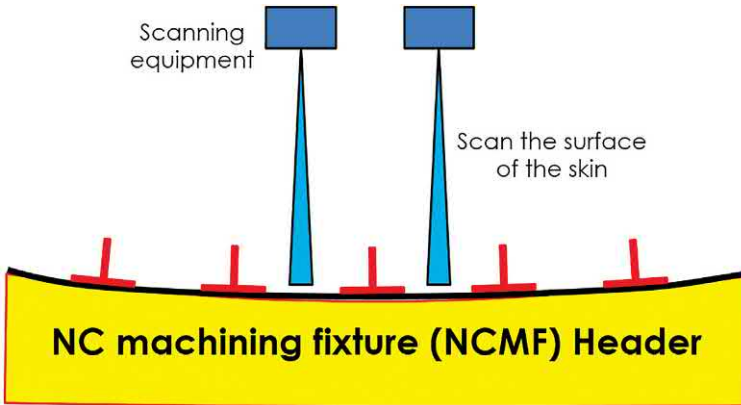 Scanning
equipment
Scan the surface
of the skin
NC machining fixture (NCMF) Header